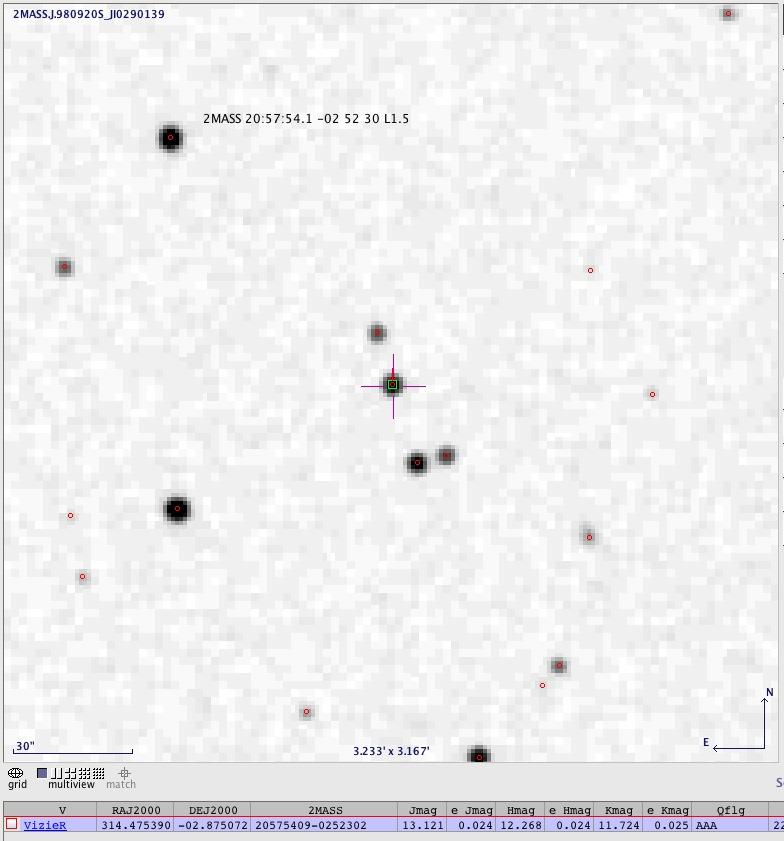 2MASS.J.980920S_JI0290139
2MASS 20:57:54.1 -02 52 30 L1.5
N
E
30"
3.233' x 3.167'
grid multiview match
S
V RAJ2000 DEJ2000 2MASS Jmag e Jmag Hmag e Hmag Kmag e Kmag Qflg
VizieR 314.475390 -02.875072 20575409-0252302 13.121 0.024 12.268 0.024 11.724 0.025 AAA 22